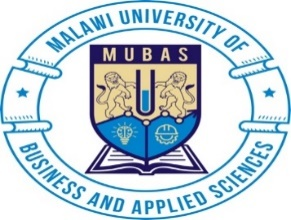 MALAWI UNIVERSITY OF
MUBAS
BUSINESS AND APPLIED SCIENCES